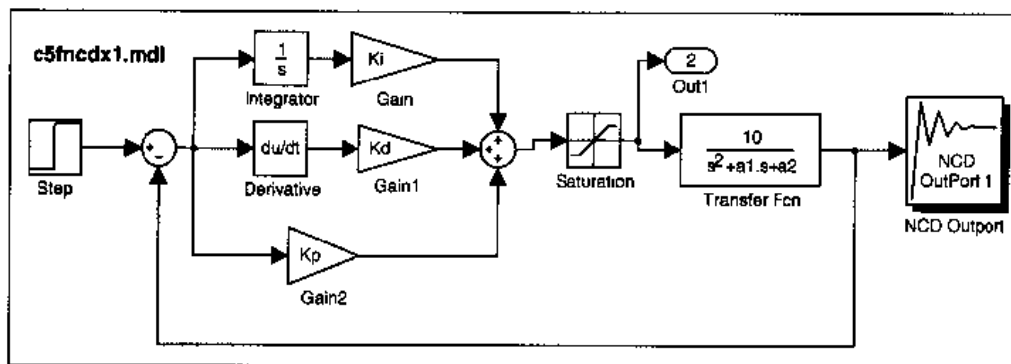 c5fncdx1.mdl
Step
+
−
1
s
Integrator
Ki
Gain
du/dt
Derivative
Kd
Gain1
Kp
Gain2
+
+
+
Saturation
2
Out1
10
s²+a1.s+a2
Transfer Fcn
NCD
OutPort 1
NCD Outport